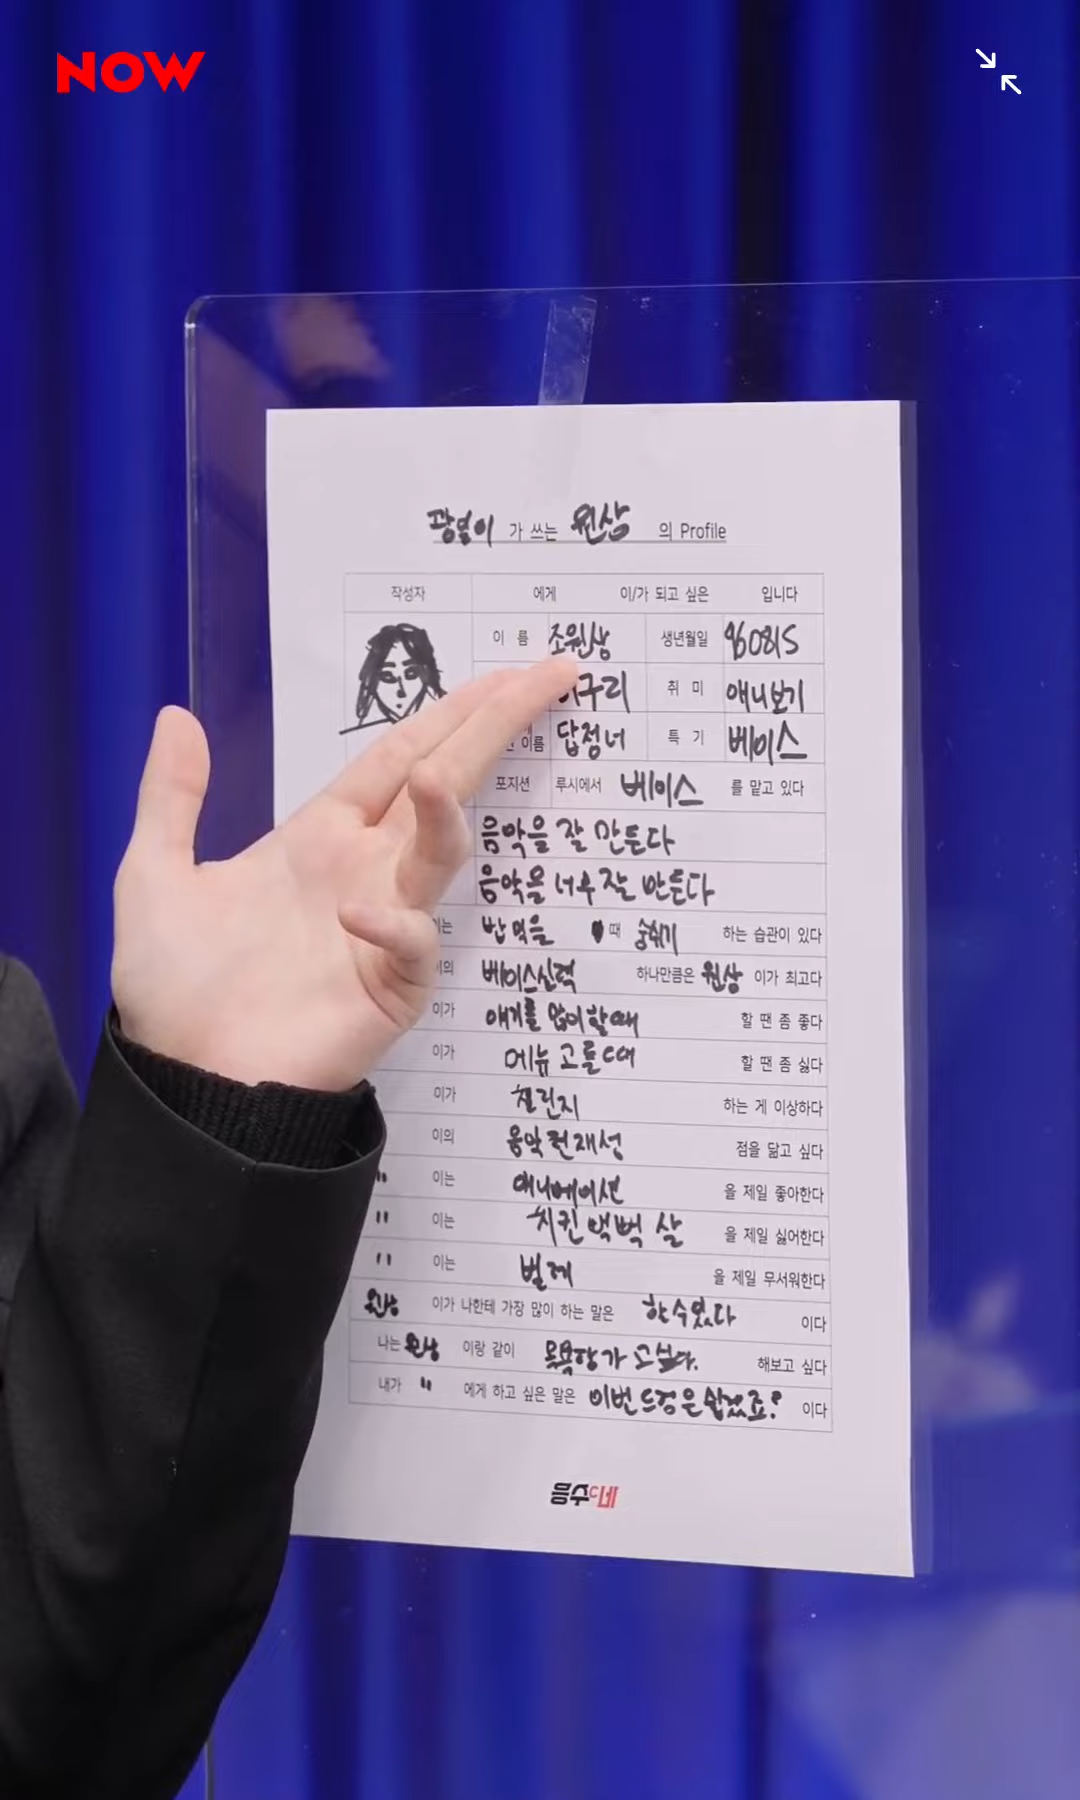 NOW
광일이 가 쓰는 원상 의 Profile
작성자 에게 이/가 되고 싶은 입니다
이 름 조원상 생년월일 960815
구리 취 미 애니보기
이름 답정너 특 기 베이스
포지션 루시에서 베이스 를 맡고 있다
음악을 잘 만든다
음악을 너무 잘 만든다
이는 밥 먹을 때 숨쉬기 하는 습관이 있다
의 베이스실력 하나만큼은 원상 이가 최고다
이가 얘기를 많이할때 할 땐 좀 좋다
이가 메뉴 고를때 할 땐 좀 싫다
이가 챌린지 하는 게 이상하다
이의 음악천재성 점을 닮고 싶다
" 이는 애니메이션 을 제일 좋아한다
" 이는 치킨 퍽퍽 살 을 제일 싫어한다
" 이는 벌레 을 제일 무서워한다
원상 이가 나한테 가장 많이 하는 말은 할 수 있다 이다
나는 원상 이랑 같이 목욕탕가고싶다. 해보고 싶다
내가 " 에게 하고 싶은 말은 이번 드럼은 쉽겠죠? 이다
음수다네